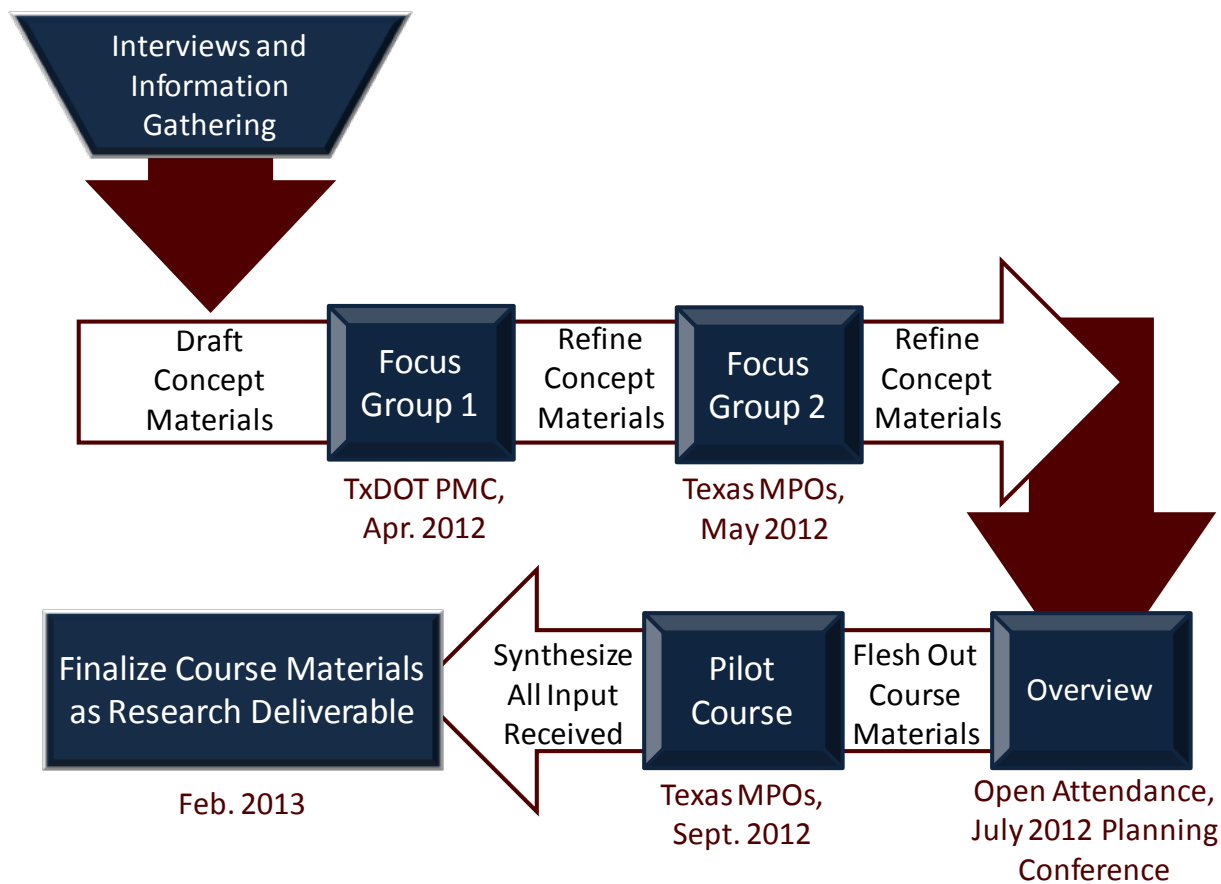 Interviews and
Information
Gathering
Draft
Concept
Materials
Focus
Group 1
Refine
Concept
Materials
Focus
Group 2
Refine
Concept
Materials
TxDOT PMC,
Apr. 2012
Texas MPOs,
May 2012
Finalize Course Materials
as Research Deliverable
Synthesize
All Input
Received
Pilot
Course
Flesh Out
Course
Materials
Overview
Feb. 2013
Texas MPOs,
Sept. 2012
Open Attendance,
July 2012 Planning
Conference